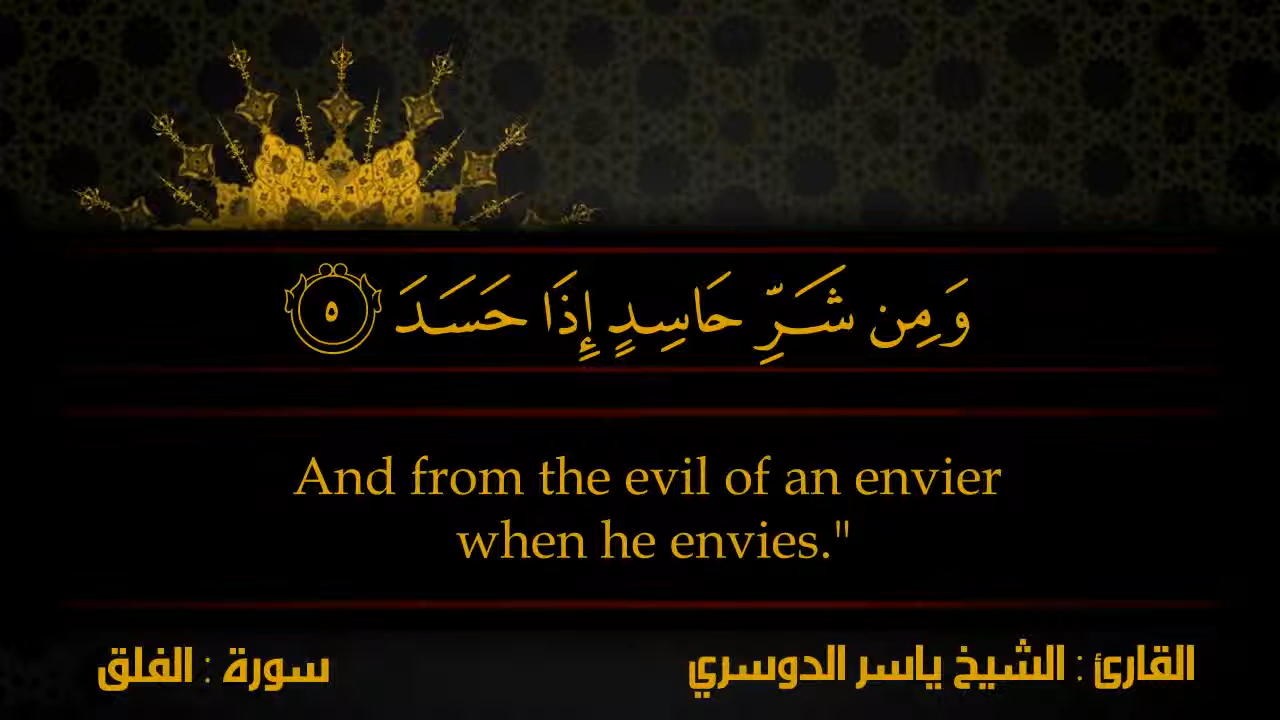 وَمِن شَرِّ حَاسِدٍ إِذَا حَسَدَ ٥
And from the evil of an envier
when he envies."
القارئ : الشيخ ياسر الدوسري
سورة : الفلق